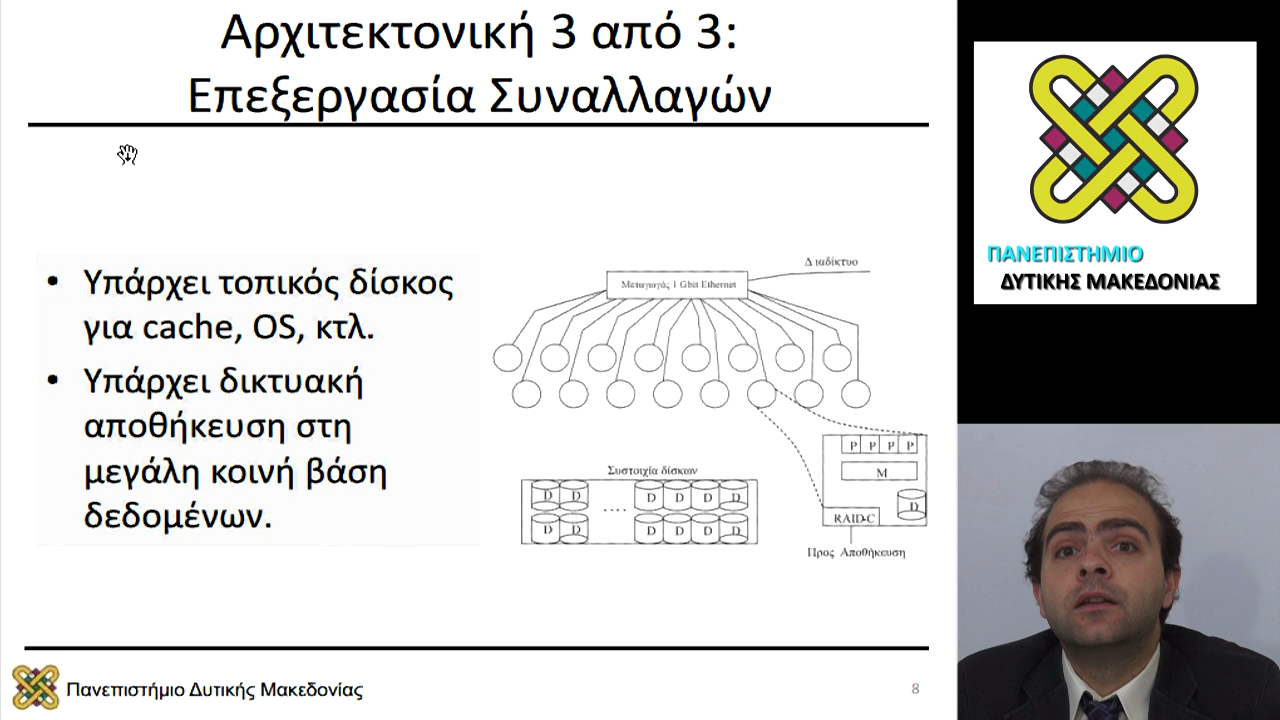 Αρχιτεκτονική 3 από 3:
Επεξεργασία Συναλλαγών
• Υπάρχει τοπικός δίσκος
για cache, OS, κτλ.
• Υπάρχει δικτυακή
αποθήκευση στη
μεγάλη κοινή βάση
δεδομένων.
Διαδίκτυο
Μεταγωγός 1 Gbit Ethernet
P P P P
M
D
RAID-C
Προς Αποθήκευση
Συστοιχία δίσκων
D D .... D D D D
D D D D D D
Πανεπιστήμιο Δυτικής Μακεδονίας
8
ΠΑΝΕΠΙΣΤΗΜΙΟ
ΔΥΤΙΚΗΣ ΜΑΚΕΔΟΝΙΑΣ